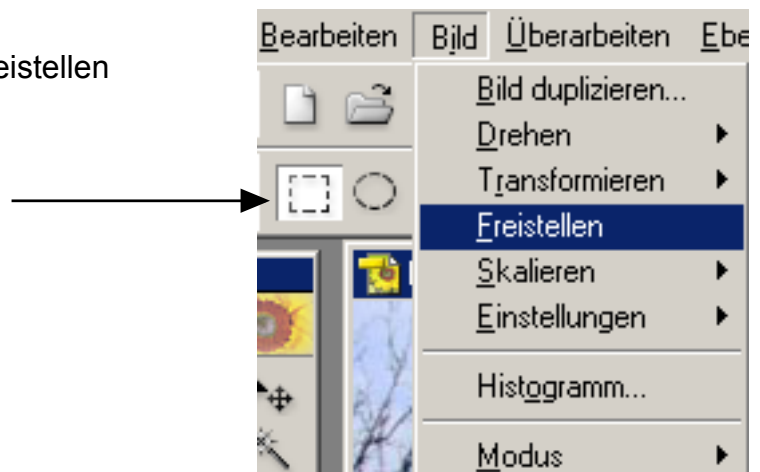 eistellen
Bearbeiten Bild Überarbeiten Ebe
Bild duplizieren...
Drehen
Transformieren
Freistellen
Skalieren
Einstellungen
Histogramm...
Modus